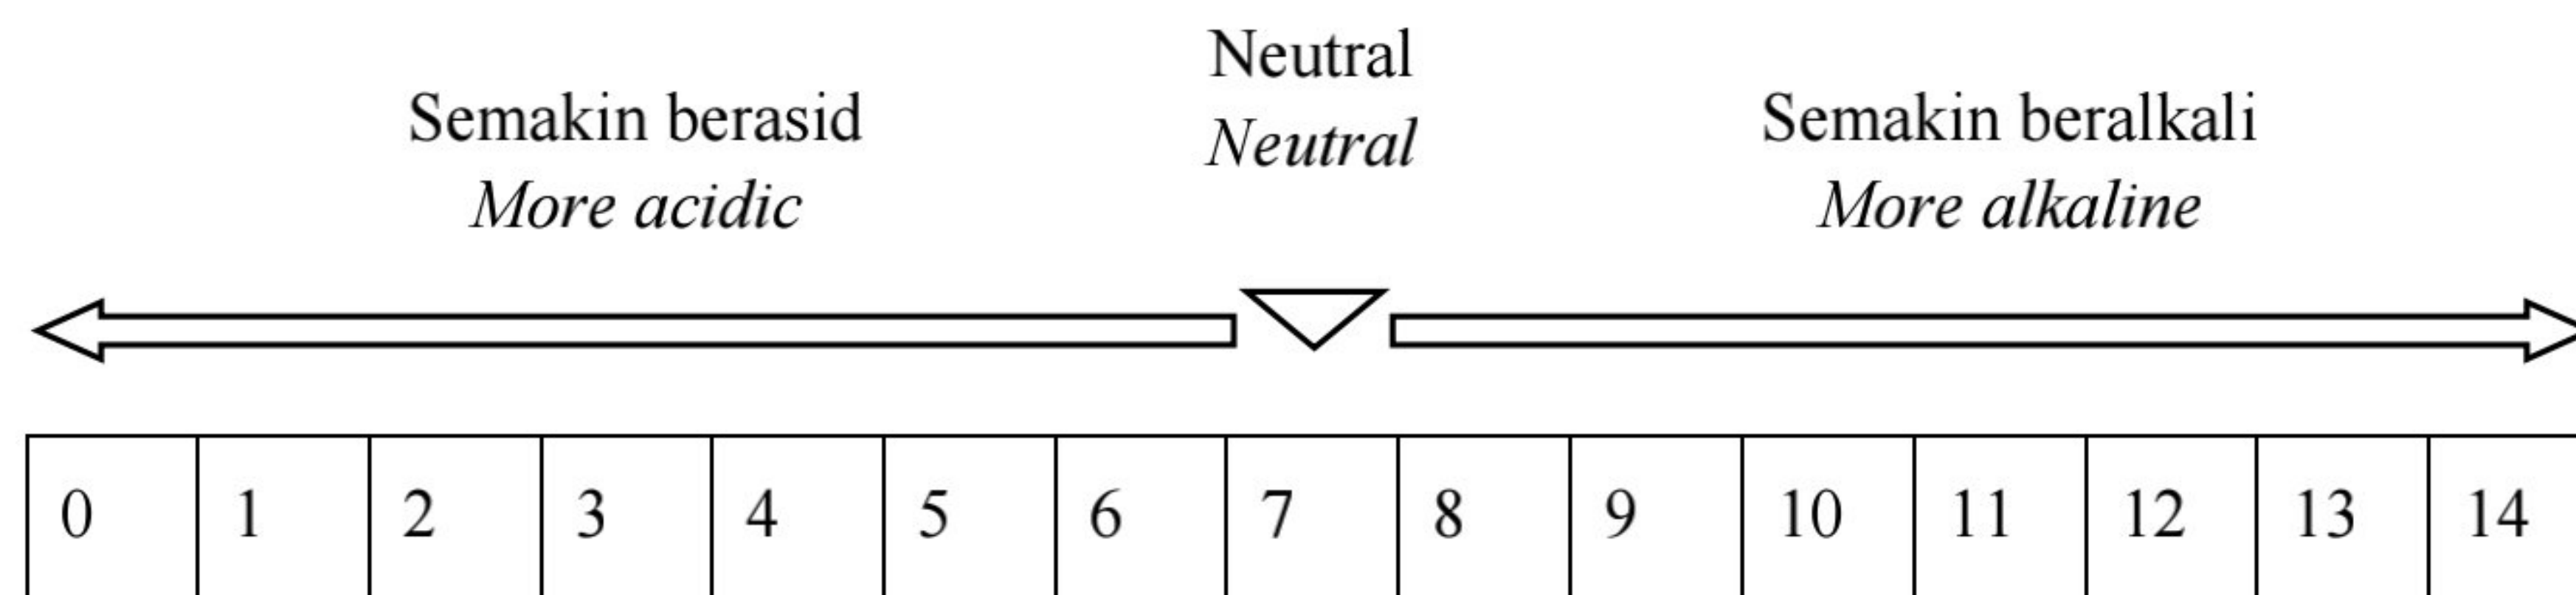 Semakin berasid
More acidic
Neutral
Neutral
Semakin beralkali
More alkaline
0 1 2 3 4 5 6 7 8 9 10 11 12 13 14